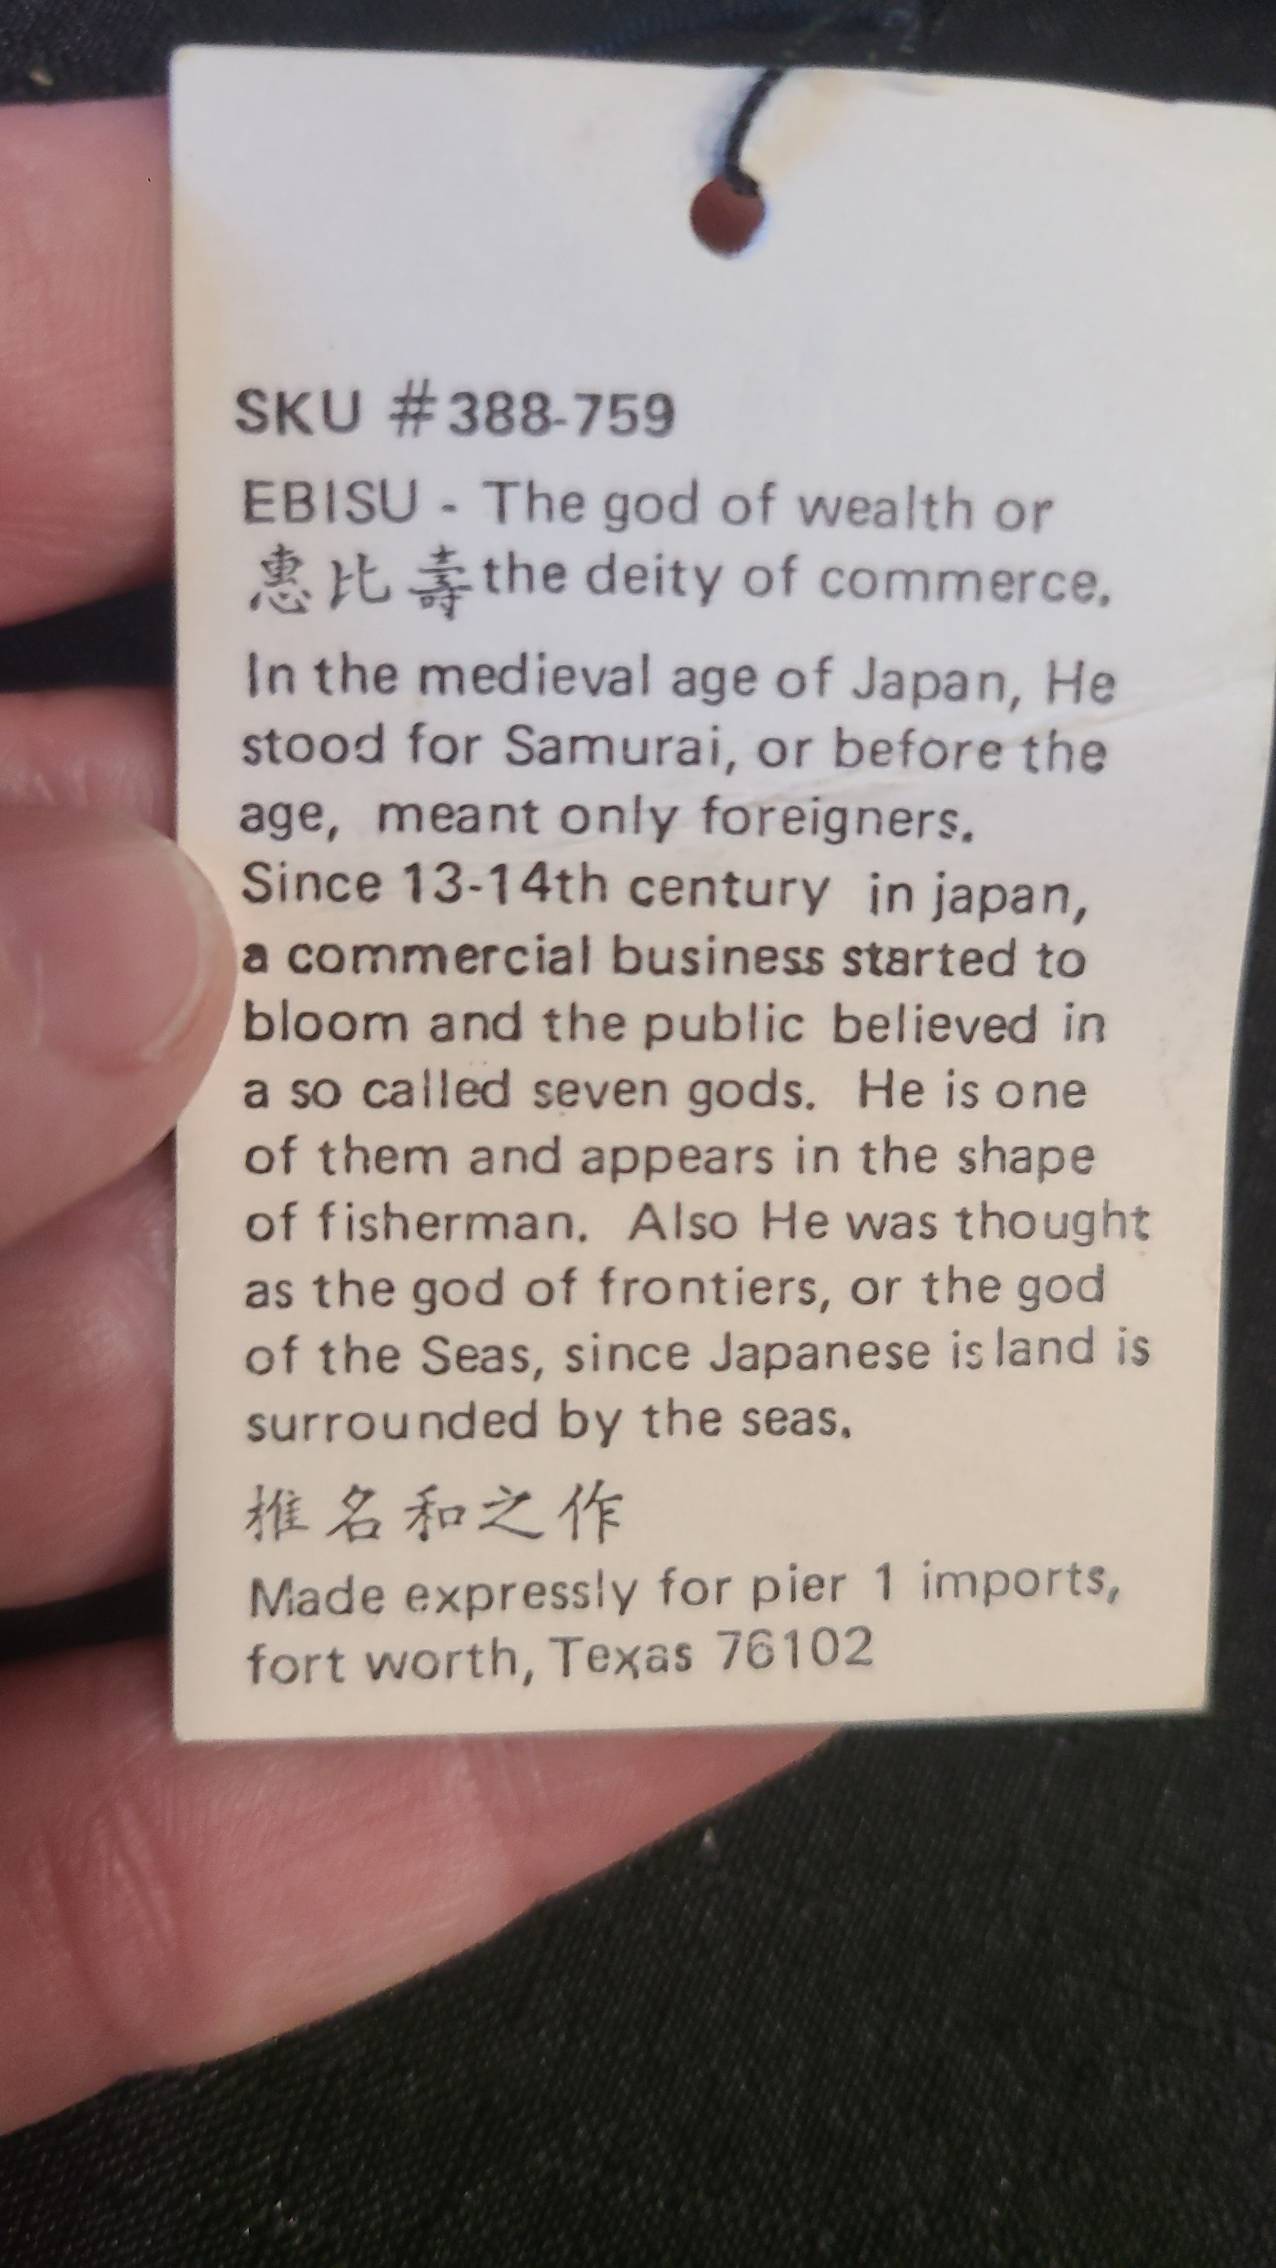 SKU #388-759
EBISU - The god of wealth or
惠比壽 the deity of commerce.
In the medieval age of Japan, He
stood for Samurai, or before the
age, meant only foreigners.
Since 13-14th century in japan,
a commercial business started to
bloom and the public believed in
a so called seven gods. He is one
of them and appears in the shape
of fisherman. Also He was thought
as the god of frontiers, or the god
of the Seas, since Japanese island is
surrounded by the seas.
椎名和之作
Made expressly for pier 1 imports,
fort worth, Texas 76102